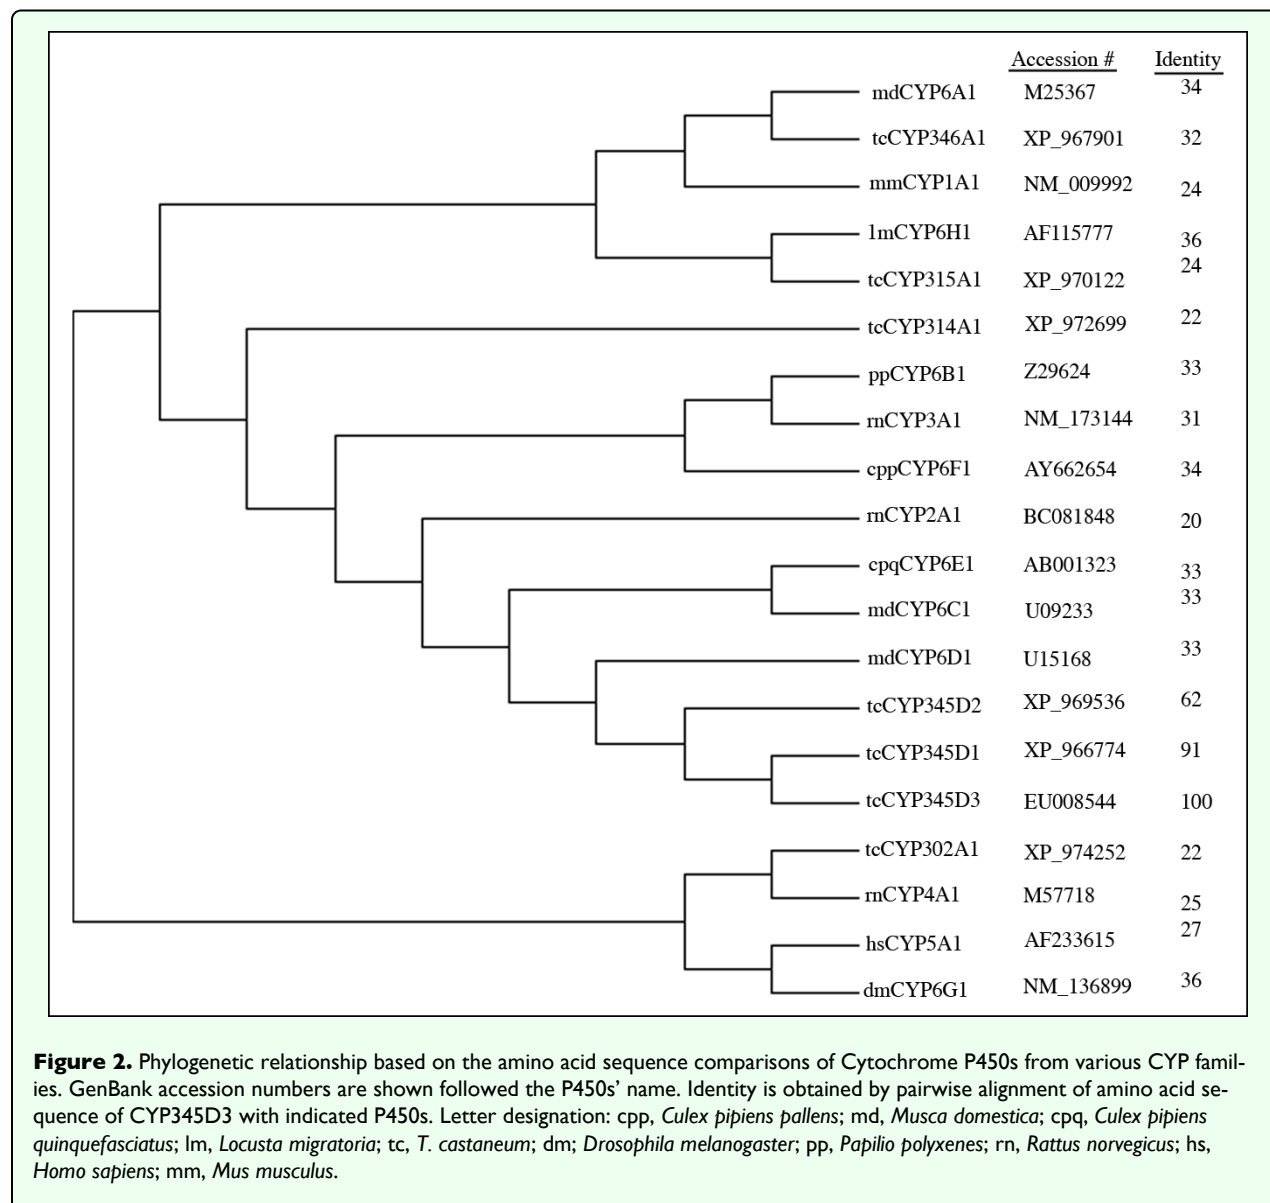 Accession # Identity
mdCYP6A1 M25367 34
tcCYP346A1 XP_967901 32
mmCYP1A1 NM_009992 24
lmCYP6H1 AF115777 36
tcCYP315A1 XP_970122 24
tcCYP314A1 XP_972699 22
ppCYP6B1 Z29624 33
rnCYP3A1 NM_173144 31
cppCYP6F1 AY662654 34
rnCYP2A1 BC081848 20
cpqCYP6E1 AB001323 33
mdCYP6C1 U09233 33
mdCYP6D1 U15168 33
tcCYP345D2 XP_969536 62
tcCYP345D1 XP_966774 91
tcCYP345D3 EU008544 100
tcCYP302A1 XP_974252 22
rnCYP4A1 M57718 25
hsCYP5A1 AF233615 27
dmCYP6G1 NM_136899 36
Figure 2. Phylogenetic relationship based on the amino acid sequence comparisons of Cytochrome P450s from various CYP famil-
ies. GenBank accession numbers are shown followed the P450s' name. Identity is obtained by pairwise alignment of amino acid se-
quence of CYP345D3 with indicated P450s. Letter designation: cpp, Culex pipiens pallens; md, Musca domestica; cpq, Culex pipiens
quinquefasciatus; lm, Locusta migratoria; tc, T. castaneum; dm; Drosophila melanogaster; pp, Papilio polyxenes; rn, Rattus norvegicus; hs,
Homo sapiens; mm, Mus musculus.